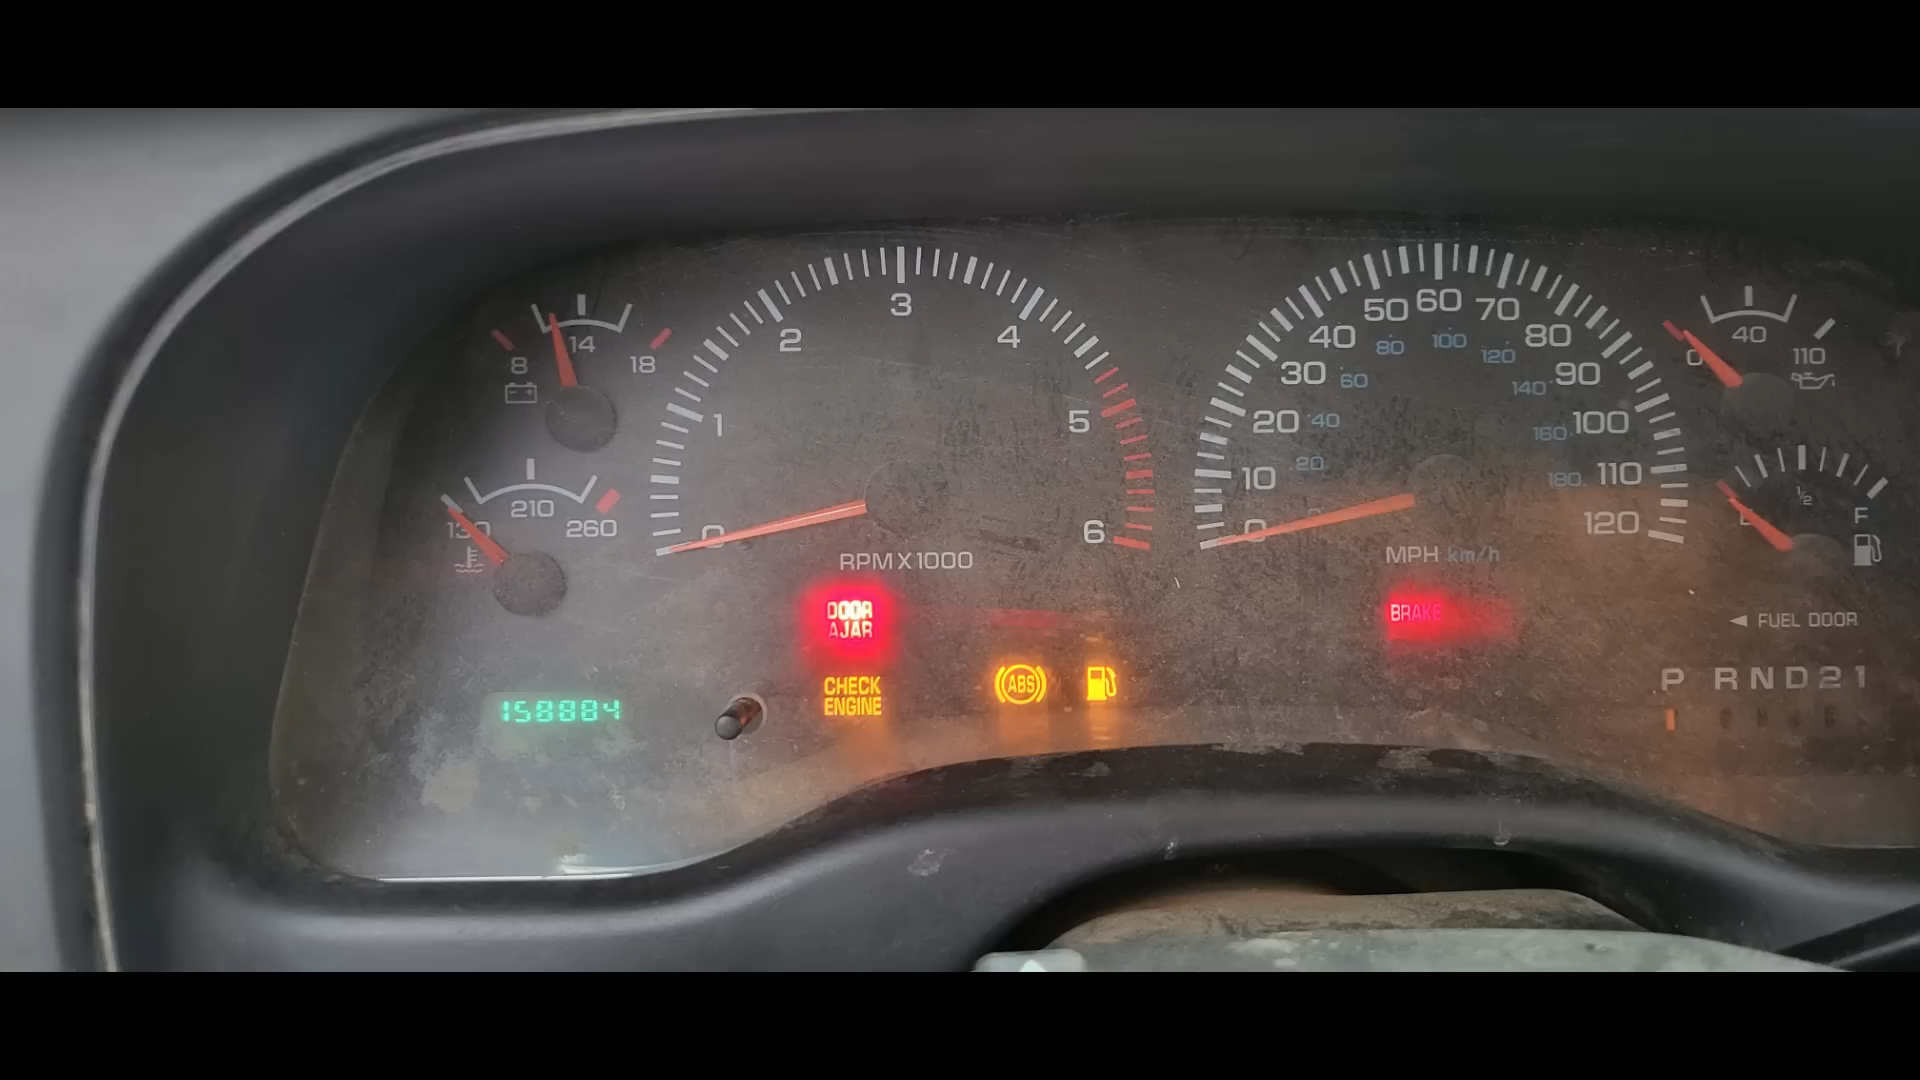 8 14 18
130 210 260
0 1 2 3 4 5 6
RPM X 1000
DOOR
AJAR
CHECK
ENGINE
ABS
158884
0 10 20 30 40 50 60 70 80 90 100 110 120
20 40 60 80 100 120 140 160 180
MPH km/h
BRAKE
0 40 110
E 1/2 F
◄ FUEL DOOR
P RND21